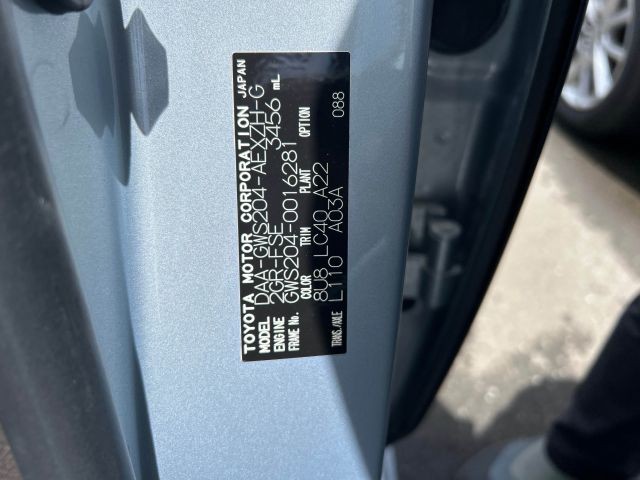 TOYOTA MOTOR CORPORATION JAPAN
MODEL DAA-GWS204-AEXZH-G
ENGINE 2GR-FSE 3456 mL
FRAME No. GWS204-0016281
COLOR TRIM PLANT OPTION
8U8 LC40 A22
TRANS./AXLE L110 A03A 088